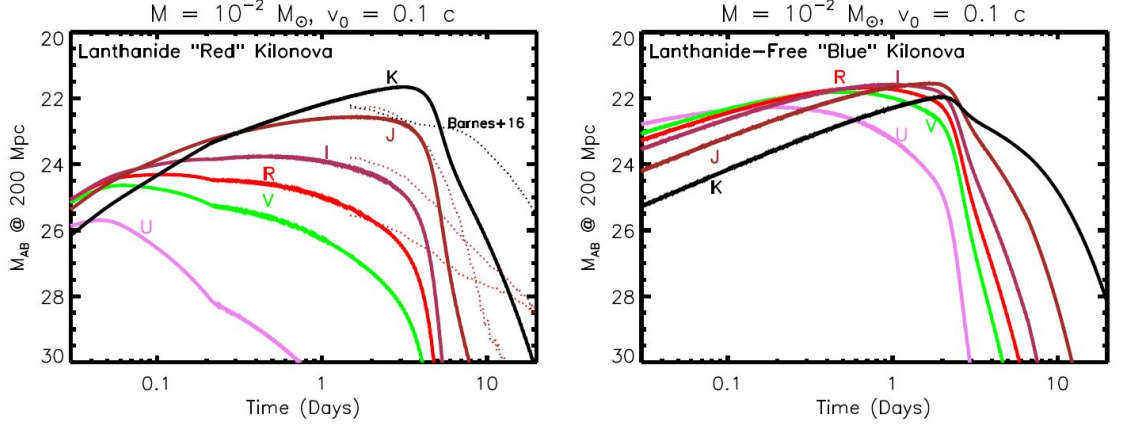 M = 10⁻² M☉, v₀ = 0.1 c
Lanthanide "Red" Kilonova
K
Barnes+16
J
I
R
V
U
M_AB @ 200 Mpc
20
22
24
26
28
30
0.1
1
10
Time (Days)
M = 10⁻² M☉, v₀ = 0.1 c
Lanthanide-Free "Blue" Kilonova
R
I
U
V
J
K
M_AB @ 200 Mpc
20
22
24
26
28
30
0.1
1
10
Time (Days)